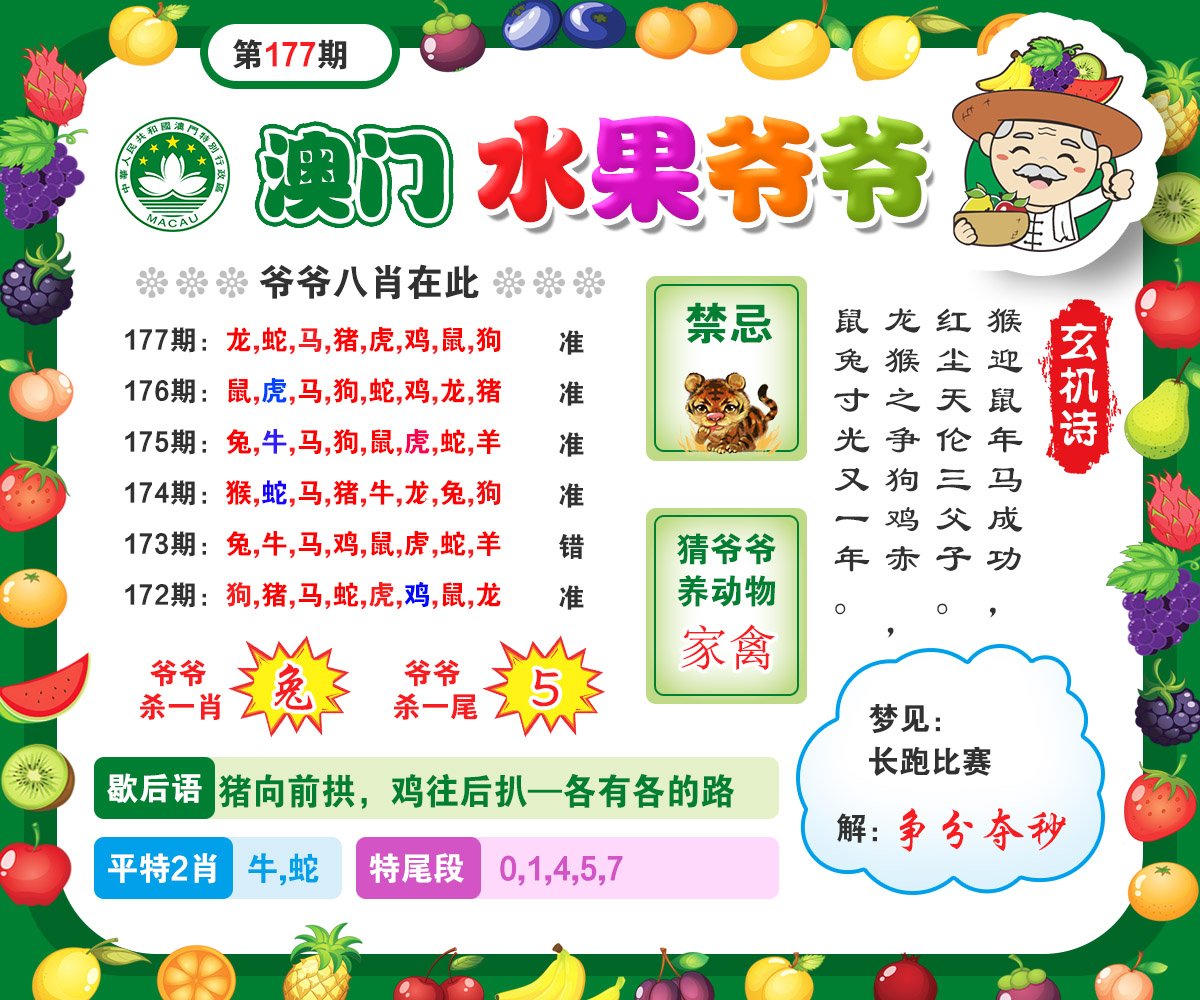 第177期
中華人民共和國澳門特別行政區
MACAU
澳门 水果爷爷
爷爷八肖在此
177期：龙,蛇,马,猪,虎,鸡,鼠,狗 准
176期：鼠,虎,马,狗,蛇,鸡,龙,猪 准
175期：兔,牛,马,狗,鼠,虎,蛇,羊 准
174期：猴,蛇,马,猪,牛,龙,兔,狗 准
173期：兔,牛,马,鸡,鼠,虎,蛇,羊 错
172期：狗,猪,马,蛇,虎,鸡,鼠,龙 准
爷爷
杀一肖
兔
爷爷
杀一尾
5
禁忌
猜爷爷
养动物
家禽
玄机诗
猴迎鼠年马成功，
红尘天伦三父子。
龙猴之争狗鸡赤，
鼠兔寸光又一年。
歇后语 猪向前拱，鸡往后扒—各有各的路
平特2肖 牛,蛇
特尾段 0,1,4,5,7
梦见：
长跑比赛
解：争分夺秒